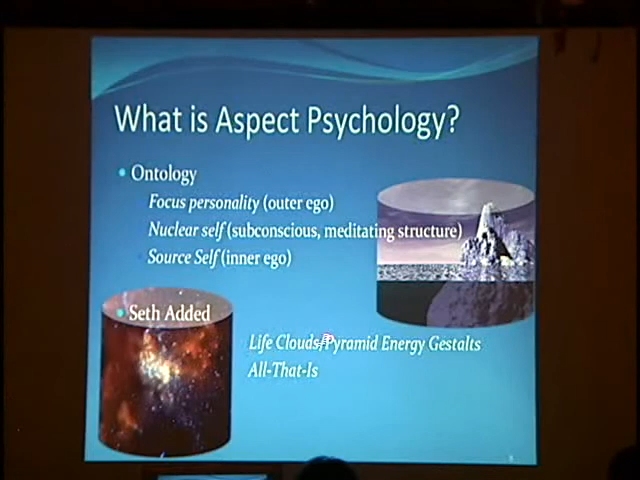 What is Aspect Psychology?
• Ontology
Focus personality (outer ego)
Nuclear self (subconscious, meditating structure)
Source Self (inner ego)
• Seth Added
Life Clouds/Pyramid Energy Gestalts
All-That-Is